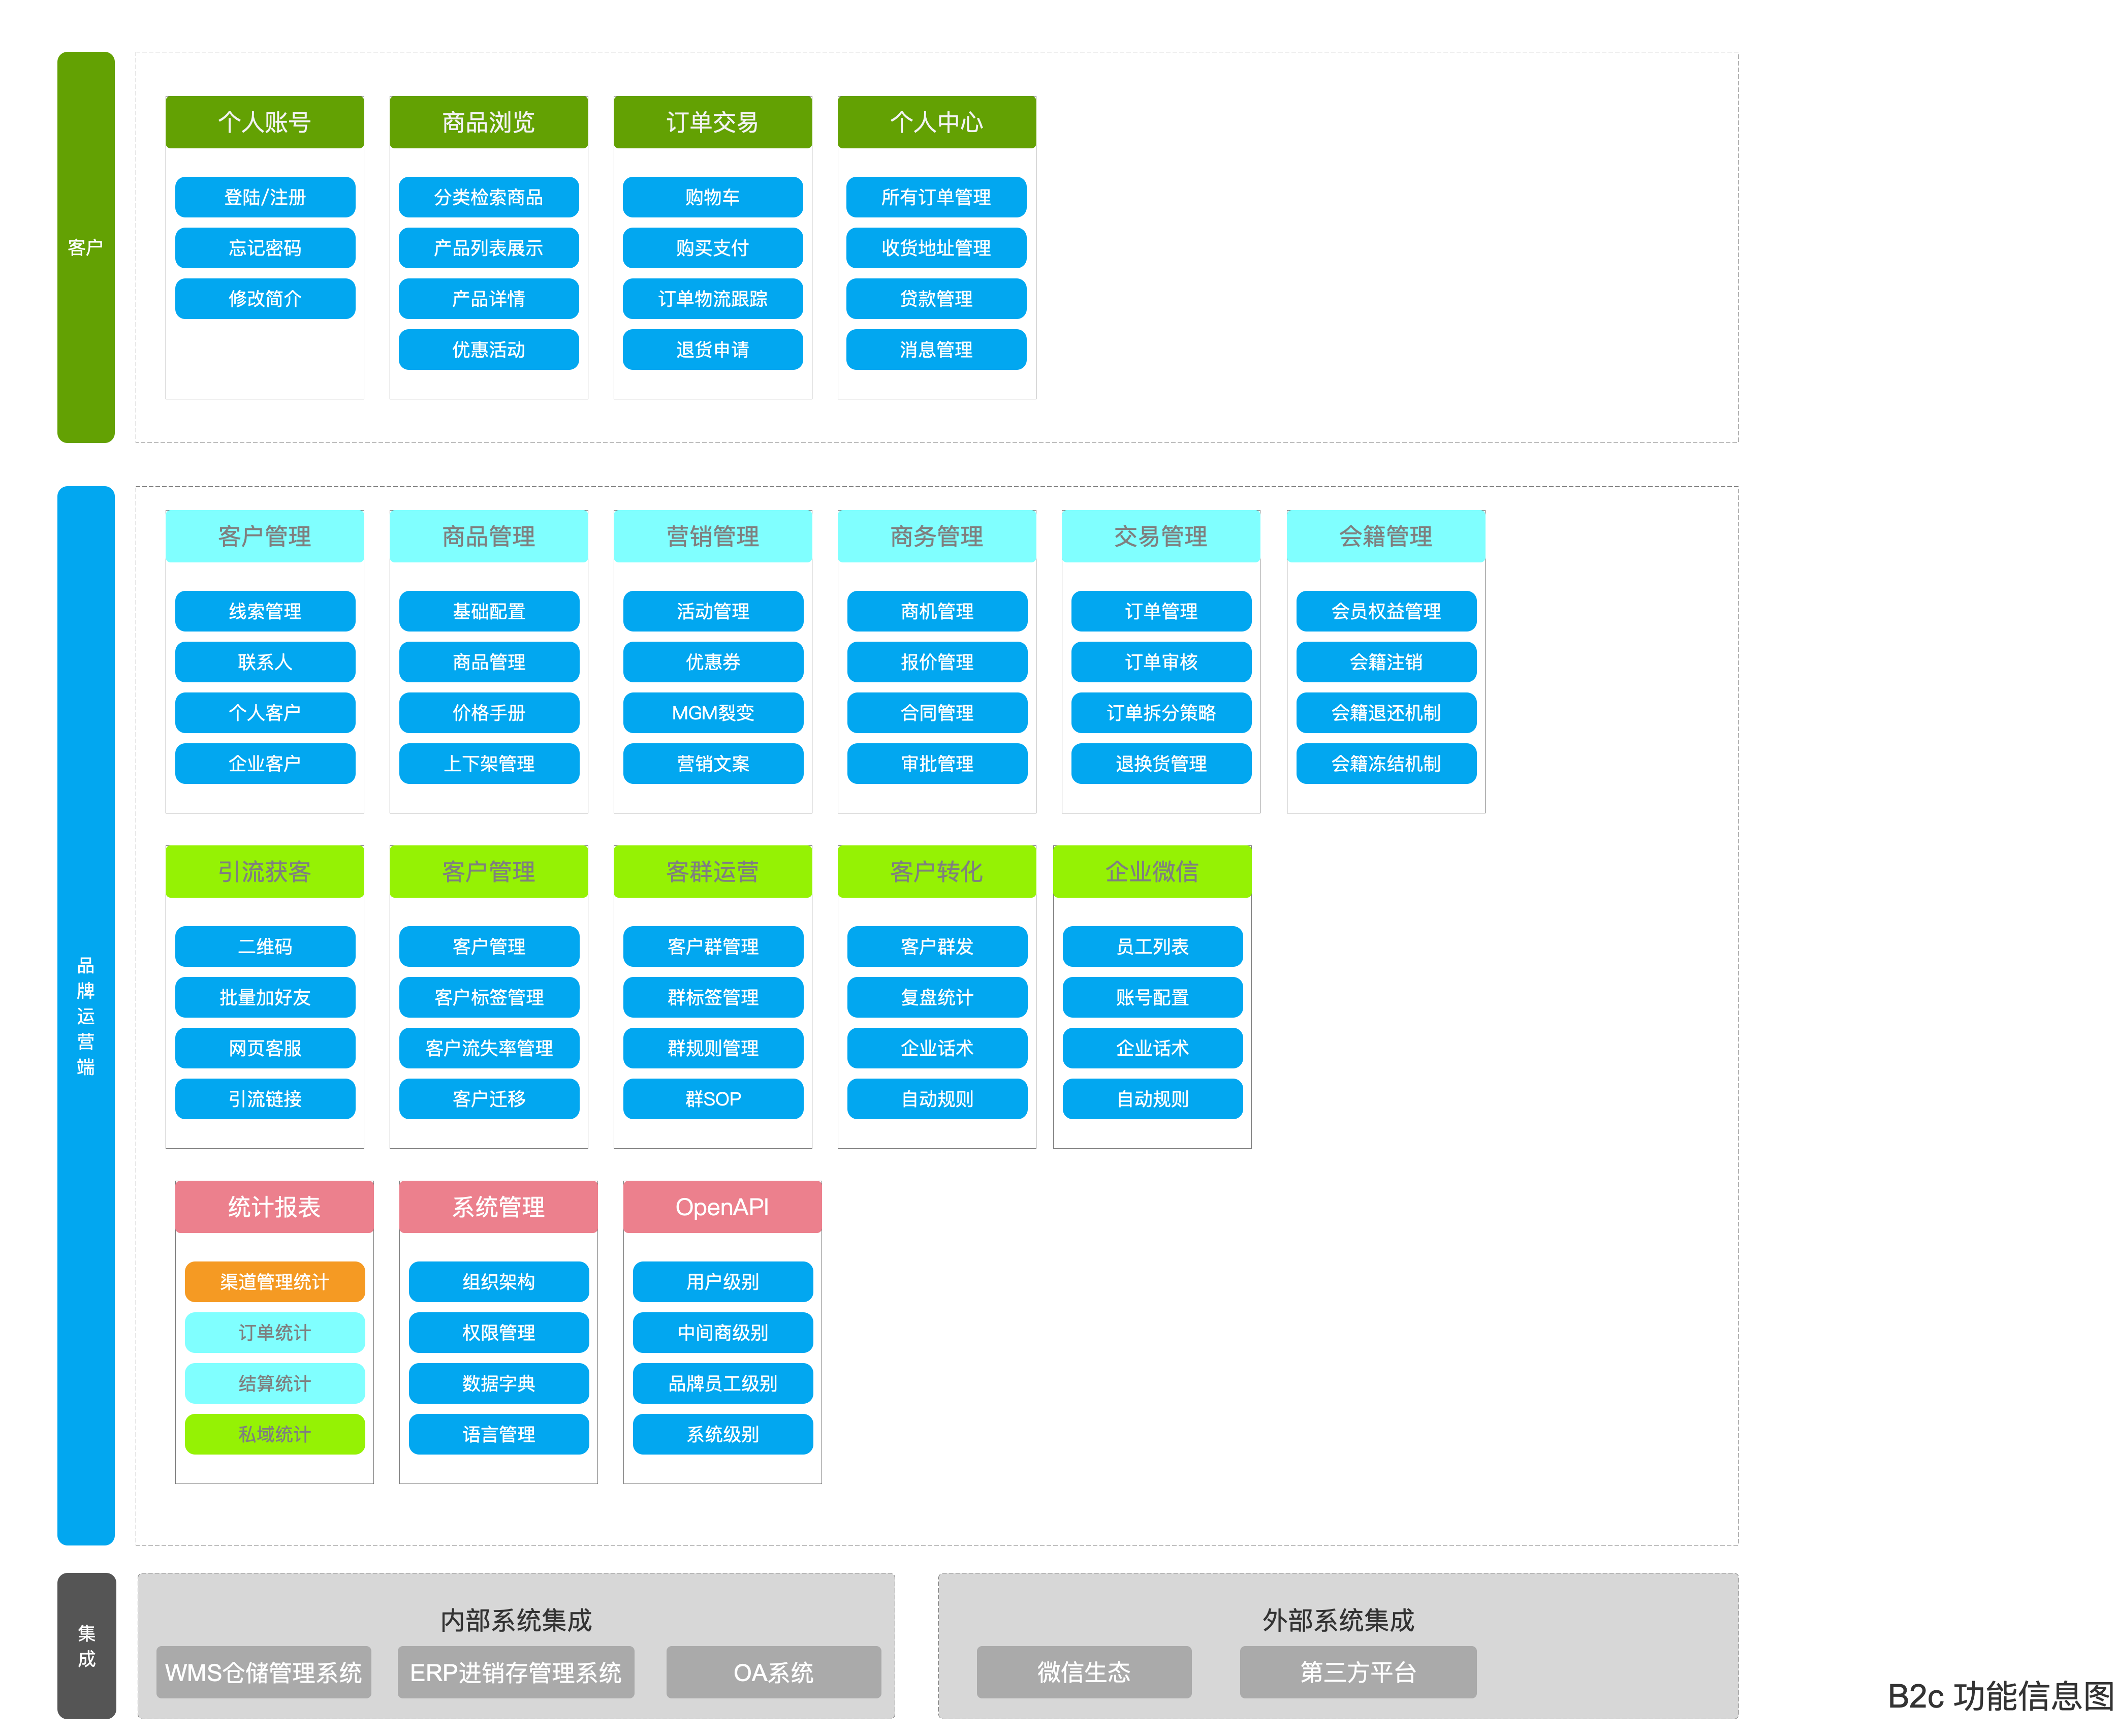 客户
个人账号
登陆/注册
忘记密码
修改简介
商品浏览
分类检索商品
产品列表展示
产品详情
优惠活动
订单交易
购物车
购买支付
订单物流跟踪
退货申请
个人中心
所有订单管理
收货地址管理
贷款管理
消息管理
品
牌
运
营
端
客户管理
线索管理
联系人
个人客户
企业客户
商品管理
基础配置
商品管理
价格手册
上下架管理
营销管理
活动管理
优惠券
MGM裂变
营销文案
商务管理
商机管理
报价管理
合同管理
审批管理
交易管理
订单管理
订单审核
订单拆分策略
退换货管理
会籍管理
会员权益管理
会籍注销
会籍退还机制
会籍冻结机制
引流获客
二维码
批量加好友
网页客服
引流链接
客户管理
客户管理
客户标签管理
客户流失率管理
客户迁移
客群运营
客户群管理
群标签管理
群规则管理
群SOP
客户转化
客户群发
复盘统计
企业话术
自动规则
企业微信
员工列表
账号配置
企业话术
自动规则
统计报表
渠道管理统计
订单统计
结算统计
私域统计
系统管理
组织架构
权限管理
数据字典
语言管理
OpenAPI
用户级别
中间商级别
品牌员工级别
系统级别
集
成
内部系统集成
WMS仓储管理系统
ERP进销存管理系统
OA系统
外部系统集成
微信生态
第三方平台
B2c 功能信息图